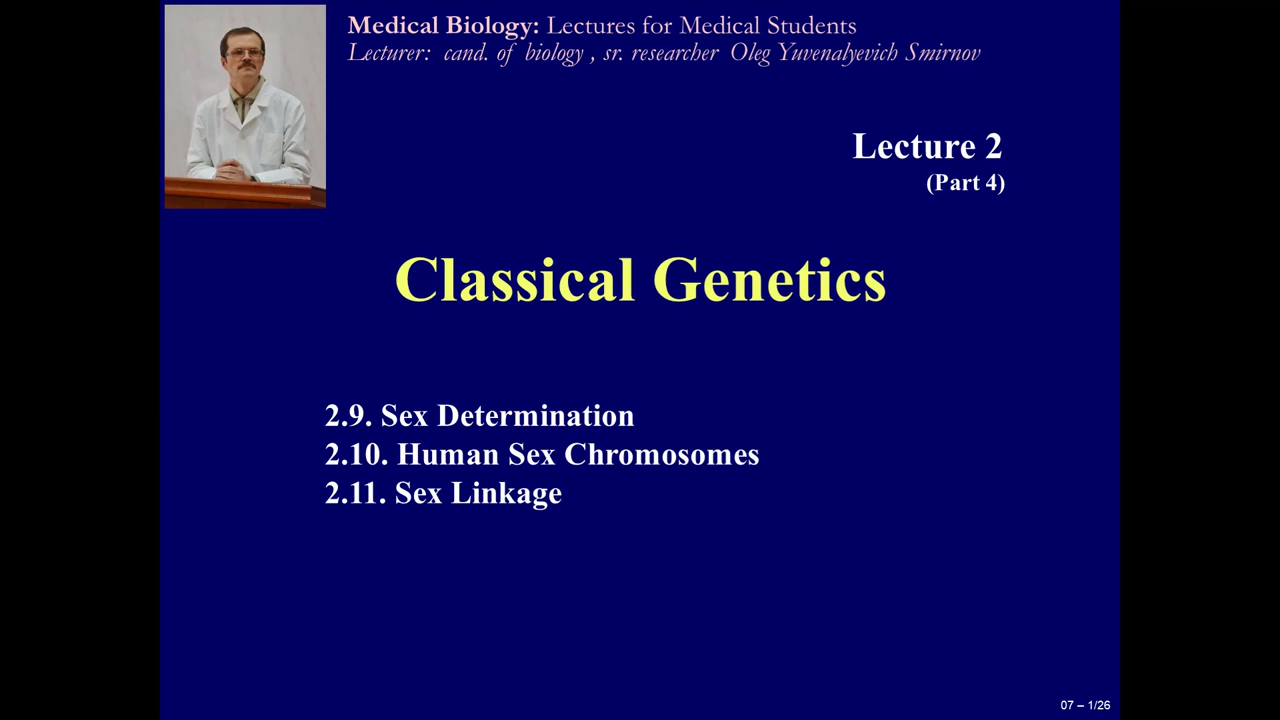 Medical Biology: Lectures for Medical Students
Lecturer: cand. of biology , sr. researcher Oleg Yuvenalyevich Smirnov
Lecture 2
(Part 4)
Classical Genetics
2.9. Sex Determination
2.10. Human Sex Chromosomes
2.11. Sex Linkage
07 – 1/26